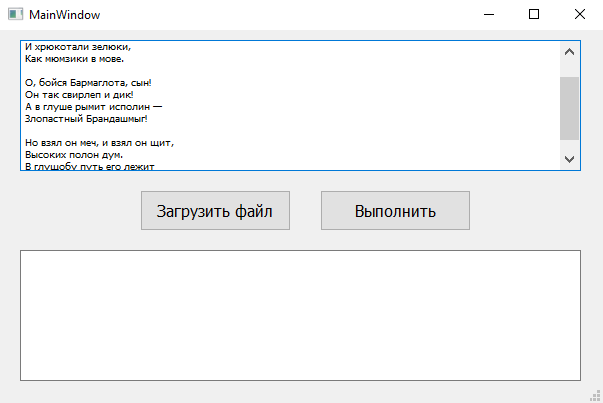 MainWindow
И хрюкотали зелюки,
Как мюмзики в мове.
О, бойся Бармаглота, сын!
Он так свирлеп и дик!
А в глуше рымит исполин —
Злопастный Брандашмыг!
Но взял он меч, и взял он щит,
Высоких полон дум.
В глущобу путь его лежит
Загрузить файл
Выполнить